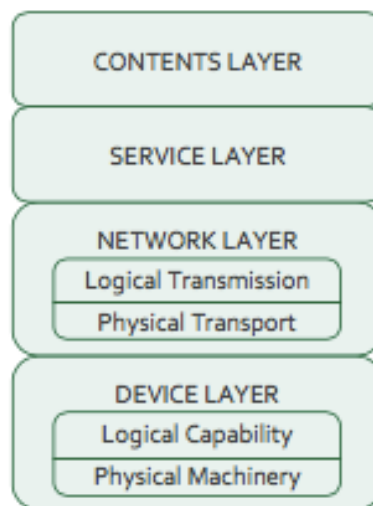 CONTENTS LAYER
SERVICE LAYER
NETWORK LAYER
Logical Transmission
Physical Transport
DEVICE LAYER
Logical Capability
Physical Machinery